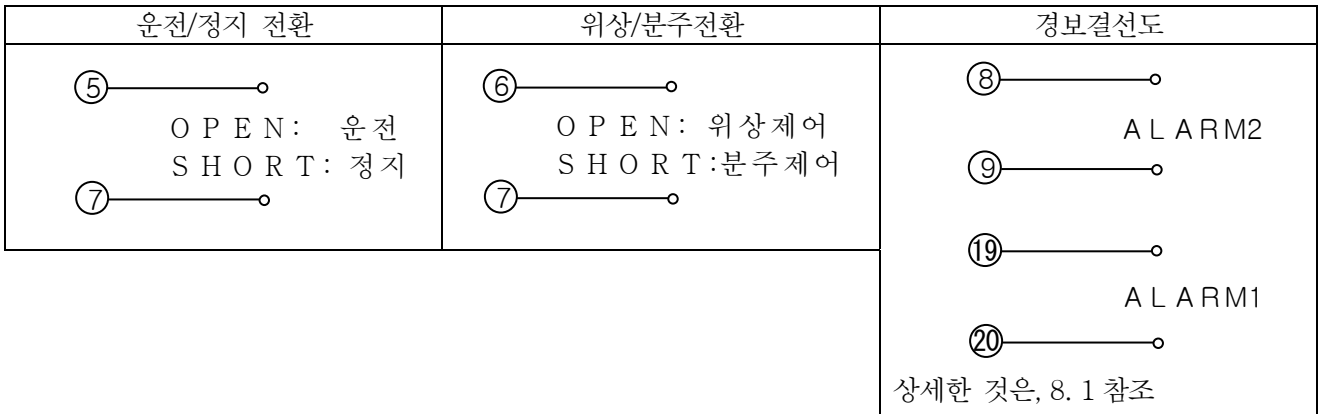 운전/정지 전환
⑤
OPEN: 운전
SHORT: 정지
⑦
위상/분주전환
⑥
OPEN: 위상제어
SHORT:분주제어
⑦
경보결선도
⑧
ALARM2
⑨
⑲
ALARM1
⑳
상세한 것은, 8. 1 참조